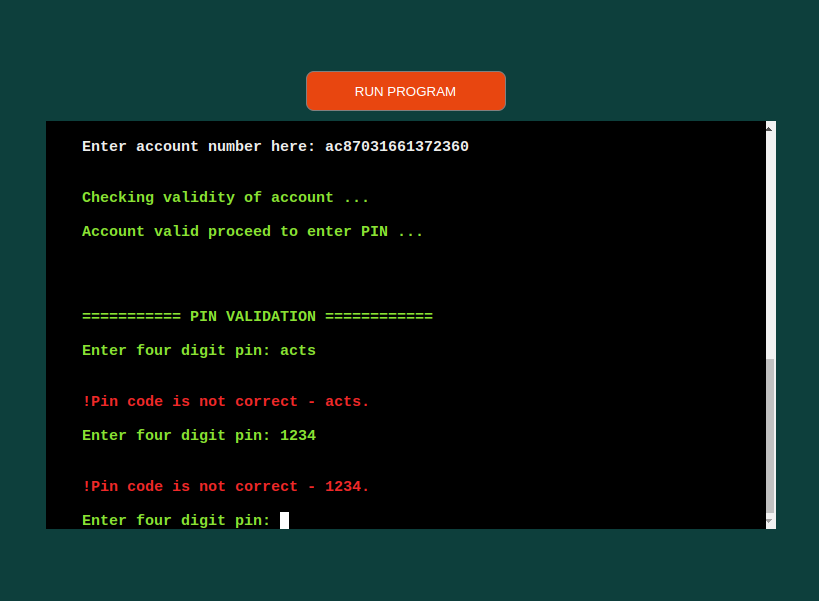 RUN PROGRAM
Enter account number here: ac87031661372360
Checking validity of account ...
Account valid proceed to enter PIN ...
=========== PIN VALIDATION ============
Enter four digit pin: acts
!Pin code is not correct - acts.
Enter four digit pin: 1234
!Pin code is not correct - 1234.
Enter four digit pin: